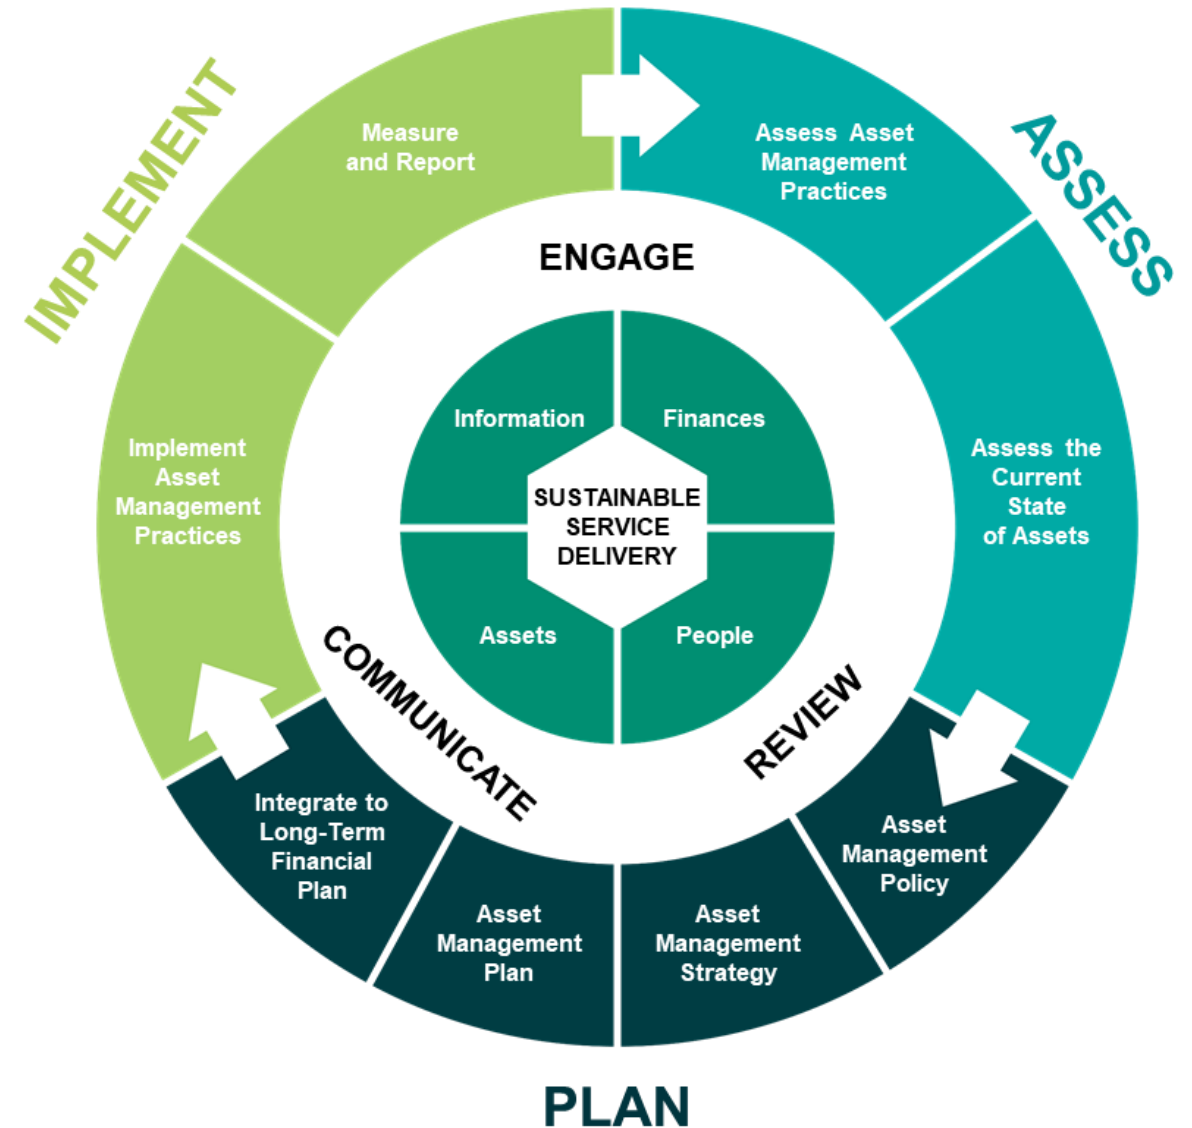 IMPLEMENT
ASSESS
Measure
and Report
Assess Asset
Management
Practices
ENGAGE
Information
Finances
Implement
Asset
Management
Practices
Assess the
Current
State
of Assets
SUSTAINABLE
SERVICE
DELIVERY
Assets
People
COMMUNICATE
REVIEW
Integrate to
Long-Term
Financial
Plan
Asset
Management
Plan
Asset
Management
Strategy
Asset
Management
Policy
PLAN